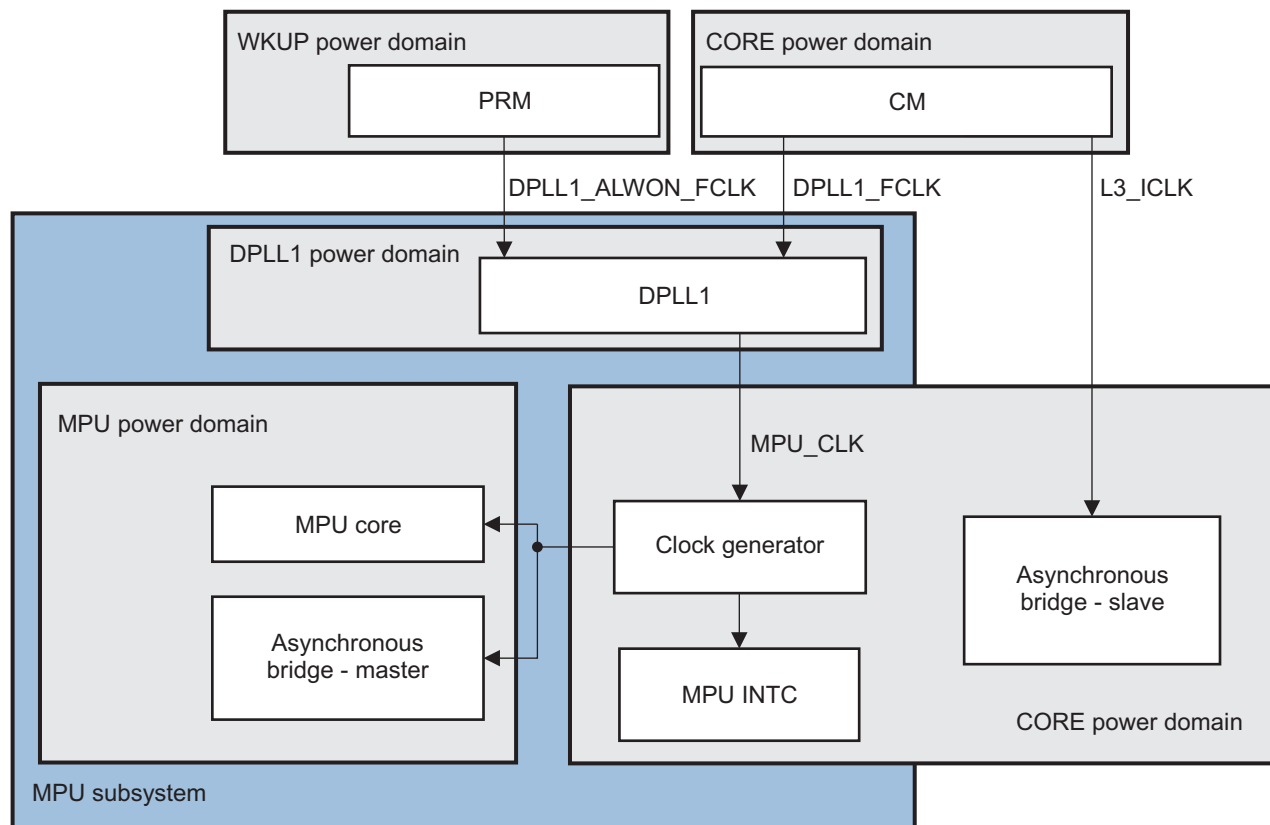 WKUP power domain
PRM
CORE power domain
CM
DPLL1_ALWON_FCLK
DPLL1_FCLK
L3_ICLK
DPLL1 power domain
DPLL1
MPU power domain
MPU_CLK
MPU core
Clock generator
Asynchronous
bridge - slave
Asynchronous
bridge - master
MPU INTC
CORE power domain
MPU subsystem